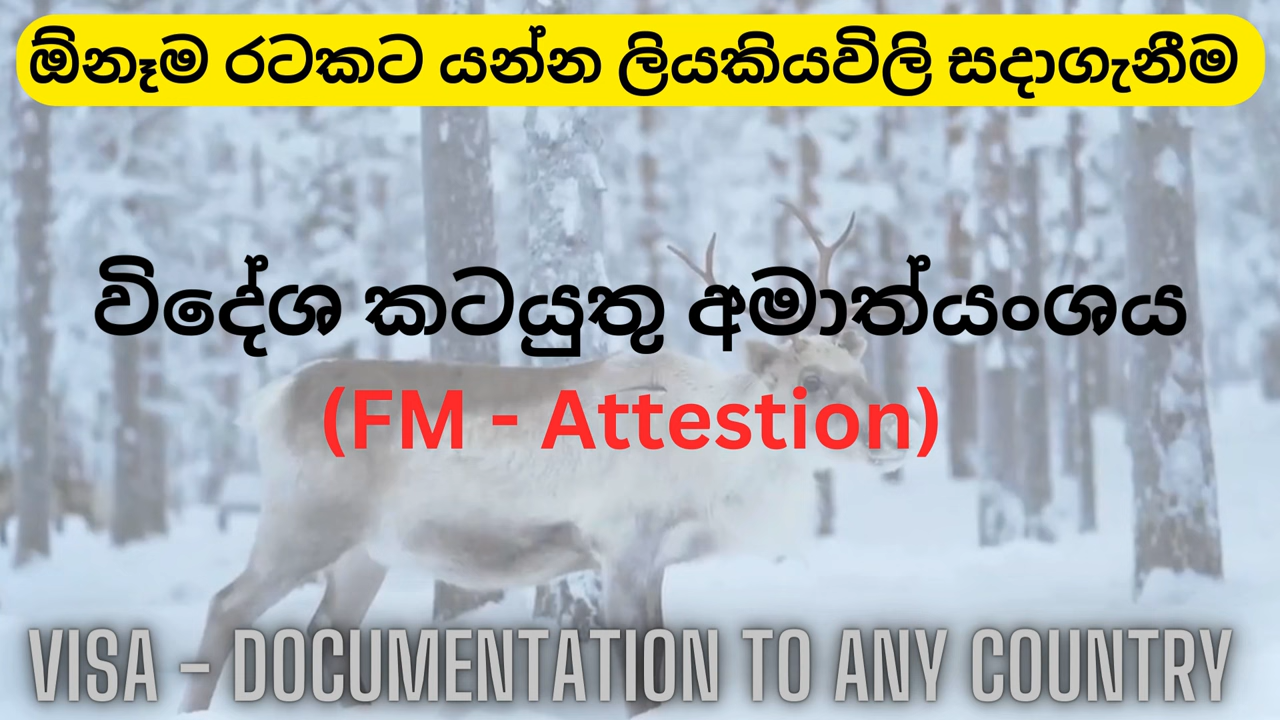 ඕනෑම රටකට යන්න ලියකියවිලි සදාගැනීම
විදේශ කටයුතු අමාත්යංශය
(FM - Attestion)
VISA - DOCUMENTATION TO ANY COUNTRY